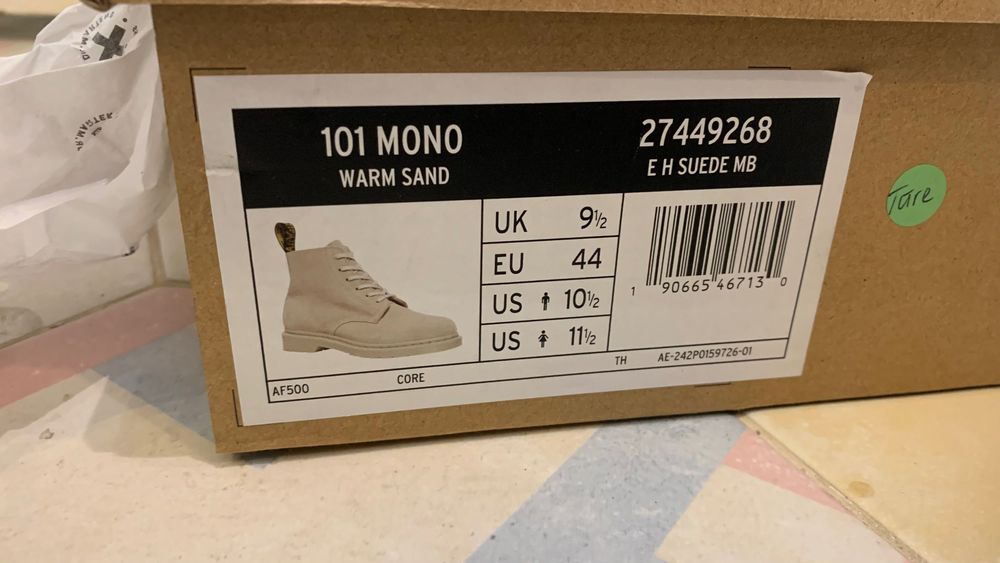 101 MONO
WARM SAND
27449268
E H SUEDE MB
UK 9½
EU 44
US 10½
US 11½
1 90665 46713 0
AF500
CORE
TH
AE-242P0159726-01
Ture